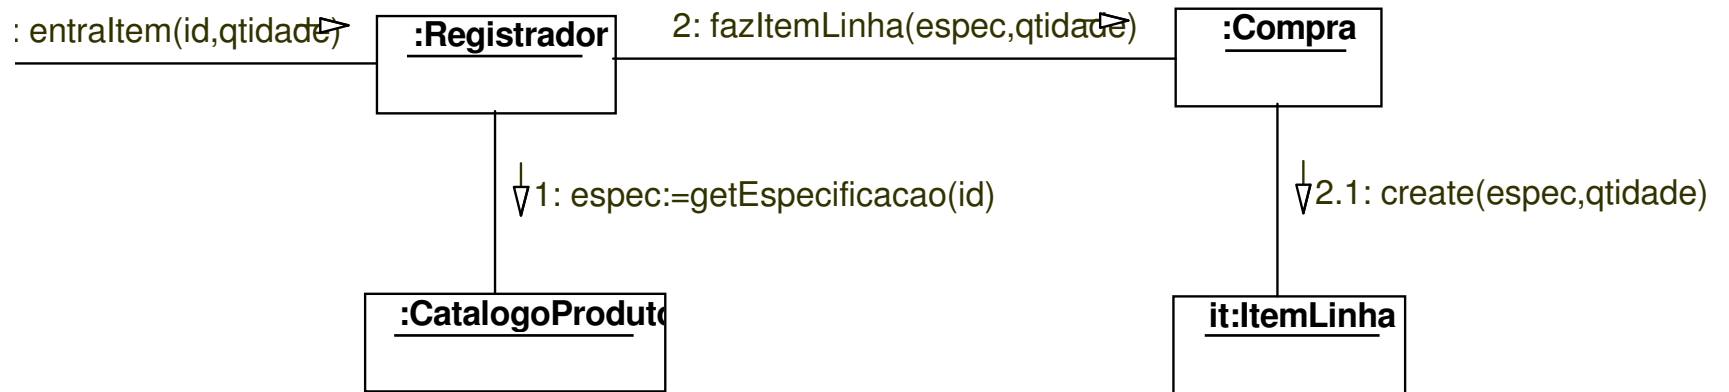 : entraItem(id,qtidade)
:Registrador
2: fazItemLinha(espec,qtidade)
:Compra
1: espec:=getEspecificacao(id)
2.1: create(espec,qtidade)
:CatalogoProduto
it:ItemLinha